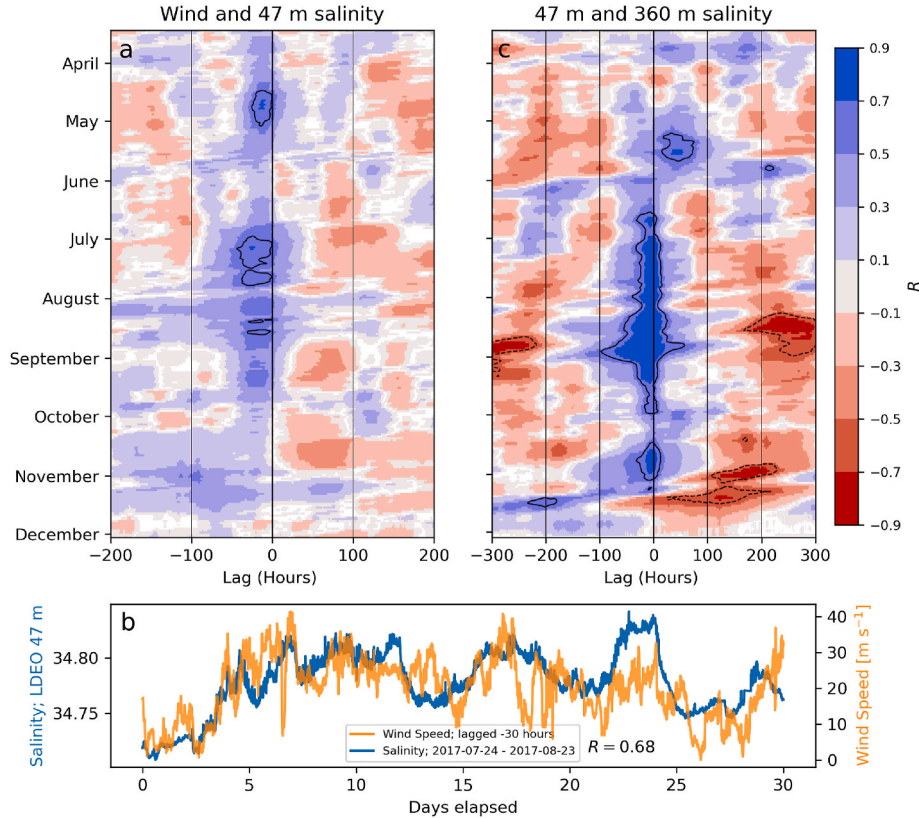 Wind and 47 m salinity
47 m and 360 m salinity
a
c
April
May
June
July
August
September
October
November
December
−200 −100 0 100 200
Lag (Hours)
−300 −200 −100 0 100 200 300
Lag (Hours)
0.9
0.7
0.5
0.3
0.1
−0.1
−0.3
−0.5
−0.7
−0.9
R
b
Salinity; LDEO 47 m
34.80
34.75
Wind Speed; lagged -30 hours
Salinity; 2017-07-24 - 2017-08-23
R = 0.68
40
30
20
10
0
Wind Speed [m s⁻¹]
0 5 10 15 20 25 30
Days elapsed